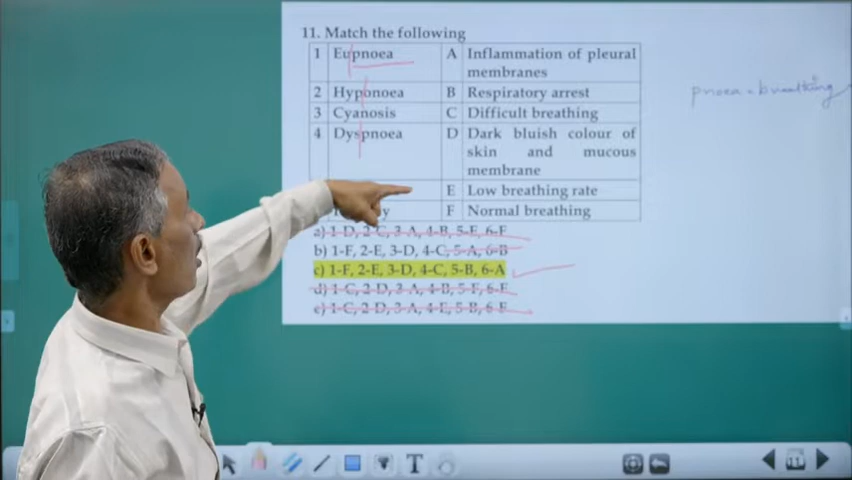 11. Match the following
1 Eupnoea A Inflammation of pleural
membranes
2 Hyponoea B Respiratory arrest
3 Cyanosis C Difficult breathing
4 Dyspnoea D Dark bluish colour of
skin and mucous
membrane
E Low breathing rate
F Normal breathing
a) 1-D, 2-C, 3-A, 4-B, 5-E, 6-F
b) 1-F, 2-E, 3-D, 4-C, 5-A, 6-B
c) 1-F, 2-E, 3-D, 4-C, 5-B, 6-A
d) 1-C, 2-D, 3-A, 4-B, 5-F, 6-E
e) 1-C, 2-D, 3-A, 4-E, 5-B, 6-F
pnoea = breathing
T
11